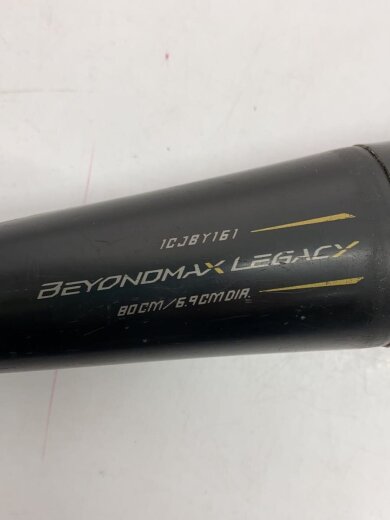 1CJBY161
BEYONDMAX LEGACY
80CM/6.9CM DIA.